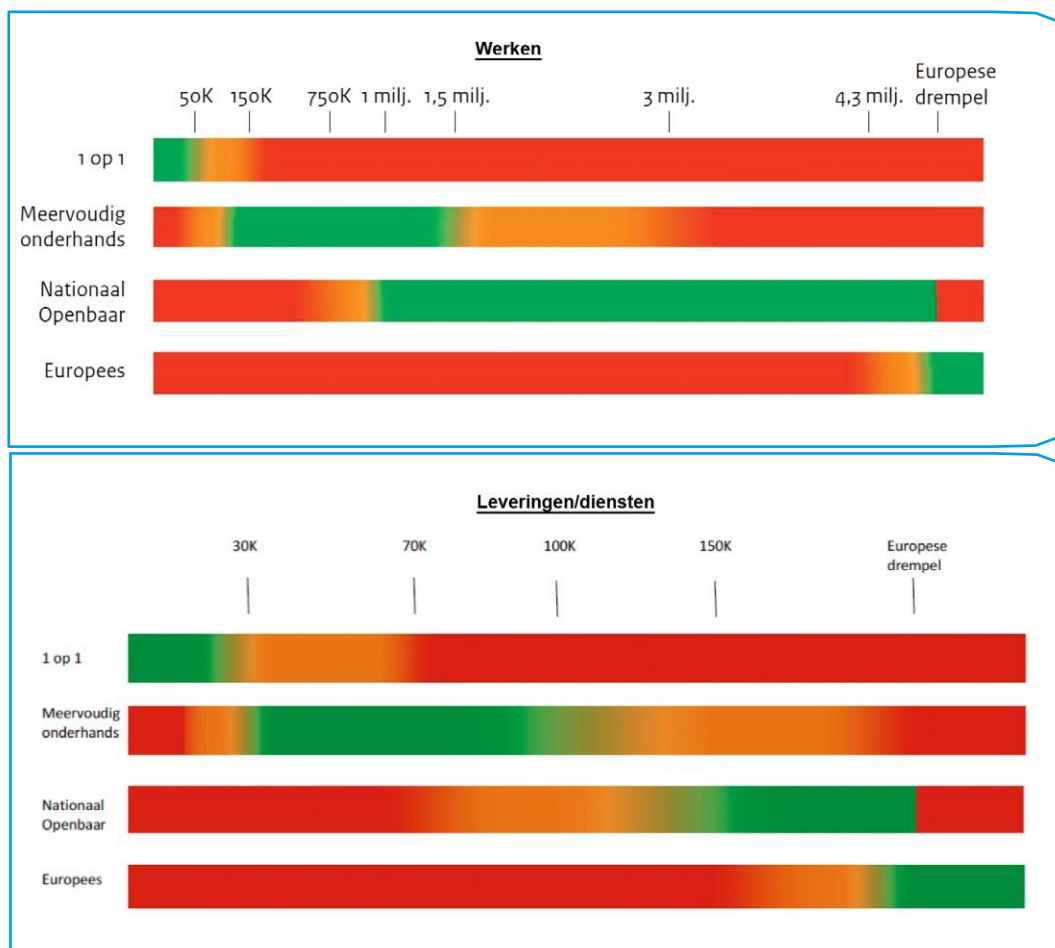 Werken
50K 150K 750K 1 milj. 1,5 milj. 3 milj. 4,3 milj. Europese
drempel
1 op 1
Meervoudig
onderhands
Nationaal
Openbaar
Europees
Leveringen/diensten
30K 70K 100K 150K Europese
drempel
1 op 1
Meervoudig
onderhands
Nationaal
Openbaar
Europees